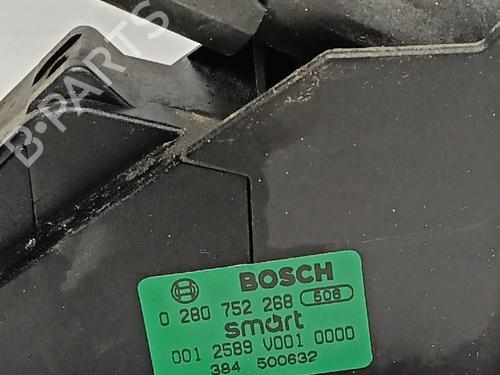 B-PARTS
BOSCH
0 280 752 268 506
smart
001 2589 V001 0000
384 500632